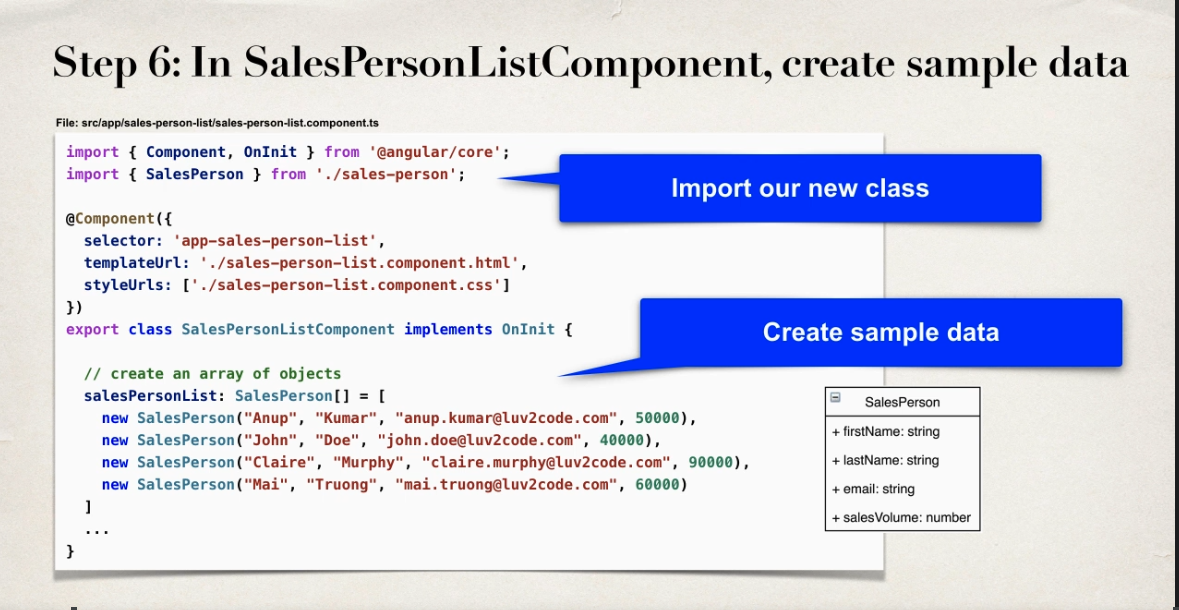 Step 6: In SalesPersonListComponent, create sample data
File: src/app/sales-person-list/sales-person-list.component.ts
import { Component, OnInit } from '@angular/core';
import { SalesPerson } from './sales-person';
Import our new class
@Component({
  selector: 'app-sales-person-list',
  templateUrl: './sales-person-list.component.html',
  styleUrls: ['./sales-person-list.component.css']
})
export class SalesPersonListComponent implements OnInit {
Create sample data
  // create an array of objects
  salesPersonList: SalesPerson[] = [
    new SalesPerson("Anup", "Kumar", "anup.kumar@luv2code.com", 50000),
    new SalesPerson("John", "Doe", "john.doe@luv2code.com", 40000),
    new SalesPerson("Claire", "Murphy", "claire.murphy@luv2code.com", 90000),
    new SalesPerson("Mai", "Truong", "mai.truong@luv2code.com", 60000)
  ]
  ...
}
SalesPerson
+ firstName: string
+ lastName: string
+ email: string
+ salesVolume: number